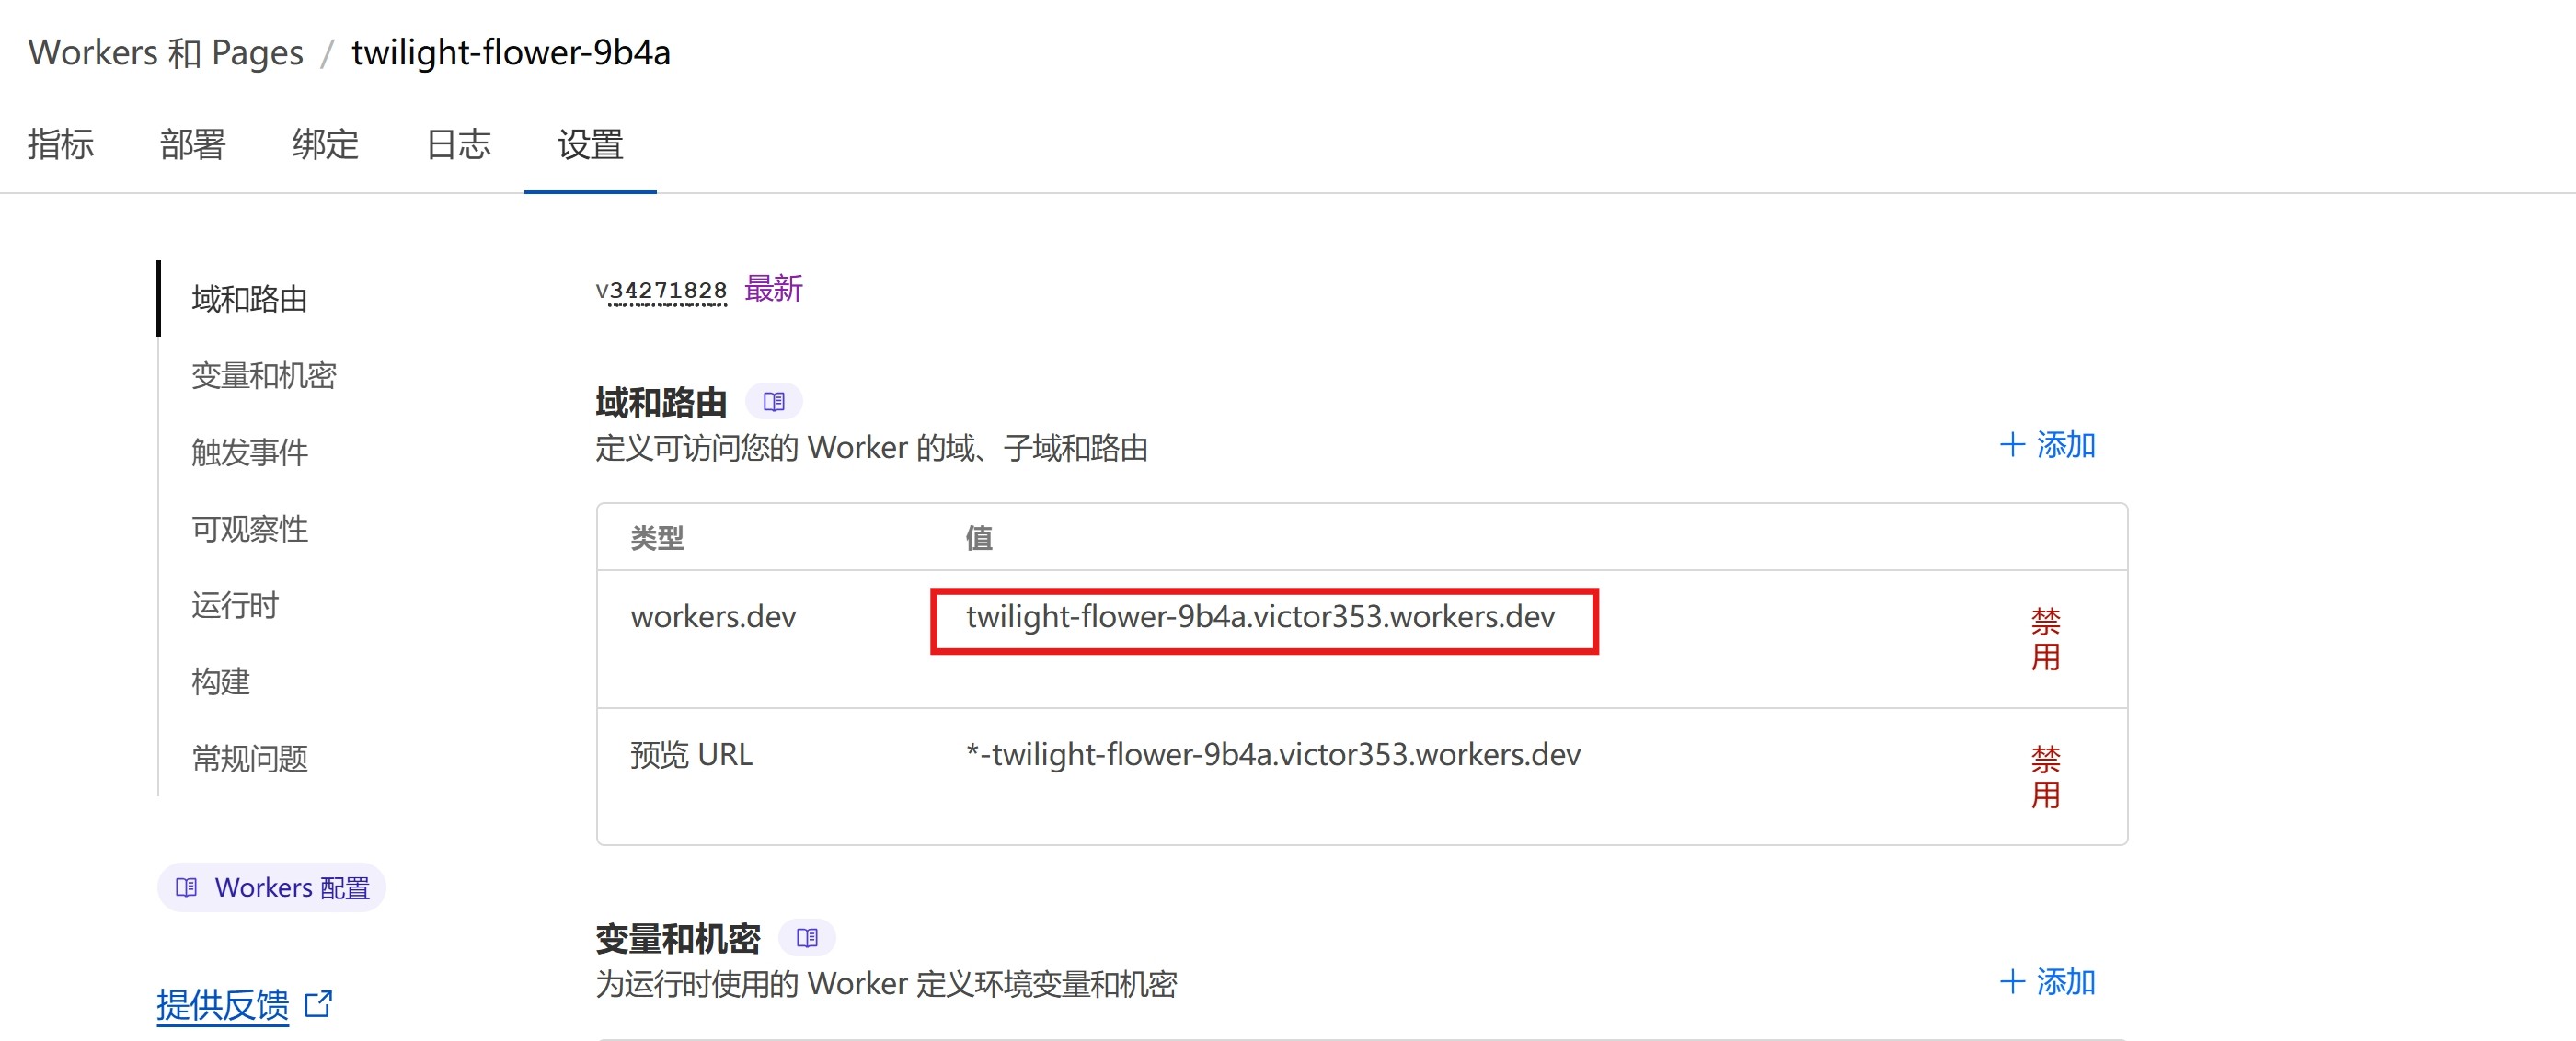 Workers 和 Pages / twilight-flower-9b4a
指标 部署 绑定 日志 设置
域和路由
变量和机密
触发事件
可观察性
运行时
构建
常规问题
Workers 配置
提供反馈
v34271828 最新
域和路由
定义可访问您的 Worker 的域、子域和路由
+ 添加
类型 值
workers.dev twilight-flower-9b4a.victor353.workers.dev 禁用
预览 URL *-twilight-flower-9b4a.victor353.workers.dev 禁用
变量和机密
为运行时使用的 Worker 定义环境变量和机密
+ 添加